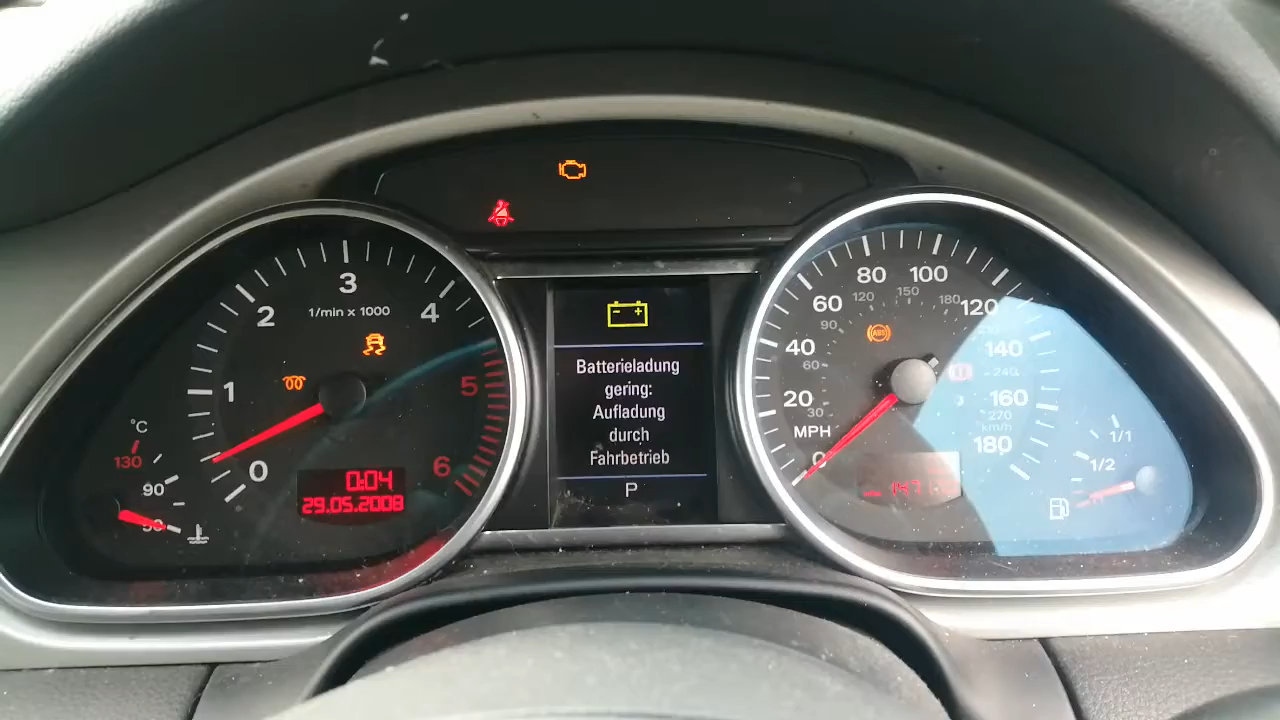 3
2
4
1/min x 1000
1
5
0
6
°C
130
90
50
0:04
29.05.2008
Batterieladung
gering:
Aufladung
durch
Fahrbetrieb
P
80
100
60
120
150
180
120
90
ABS
40
140
60
240
20
160
30
270
MPH
km/h
180
0
1/1
1/2